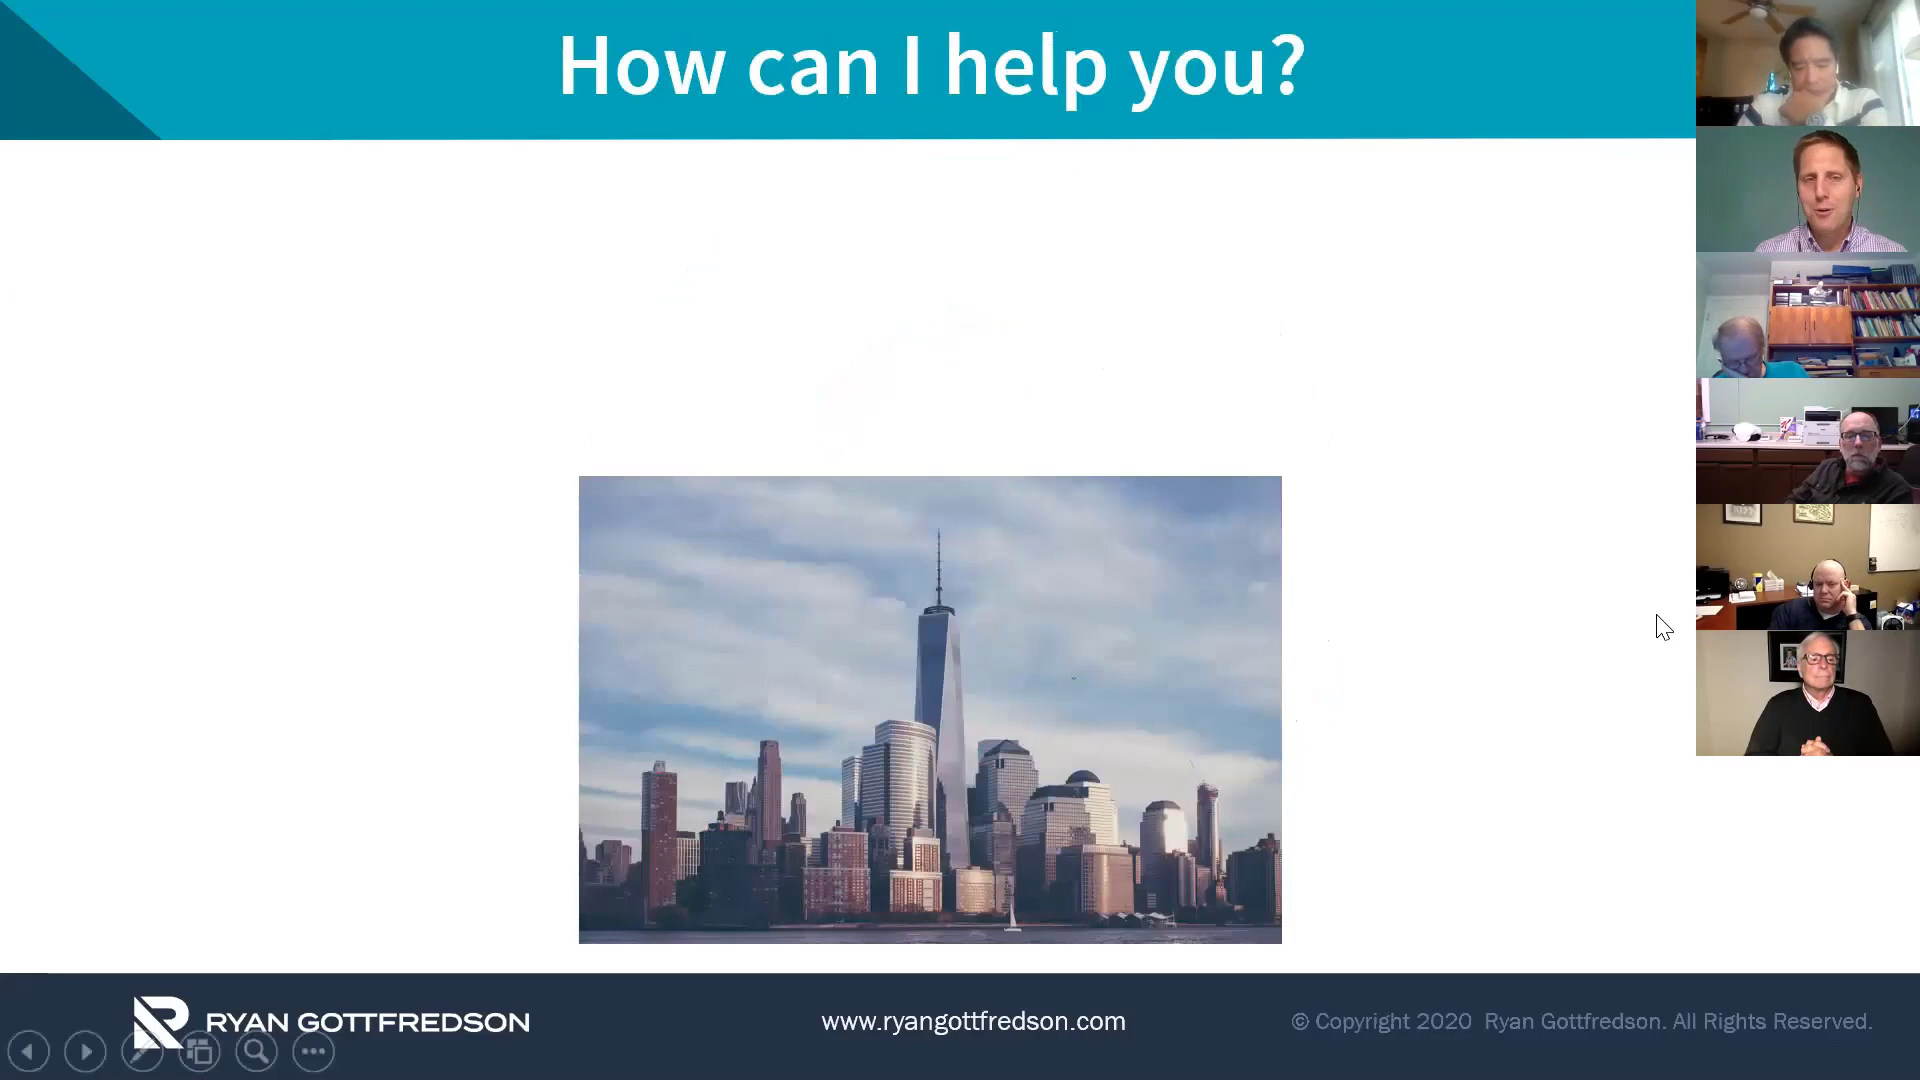 How can I help you?
RYAN GOTTFREDSON
www.ryangottfredson.com
© Copyright 2020 Ryan Gottfredson. All Rights Reserved.